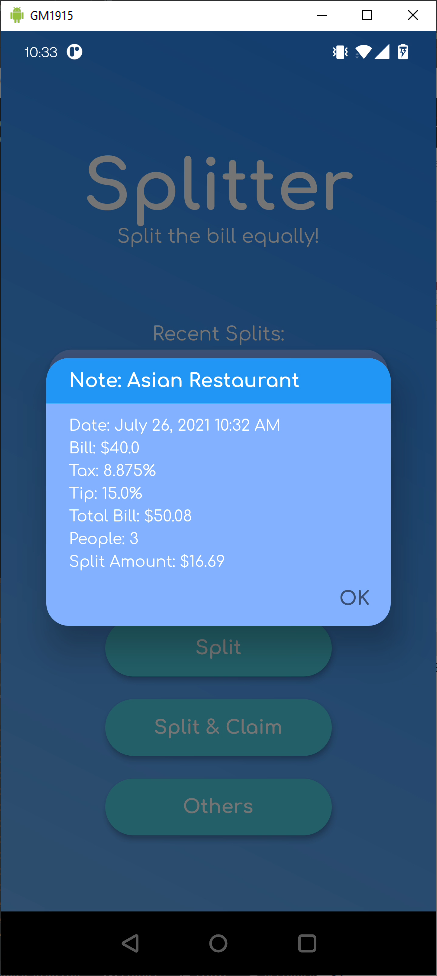 GM1915
10:33
Splitter
Split the bill equally!
Recent Splits:
Note: Asian Restaurant
Date: July 26, 2021 10:32 AM
Bill: $40.0
Tax: 8.875%
Tip: 15.0%
Total Bill: $50.08
People: 3
Split Amount: $16.69
OK
Split
Split & Claim
Others